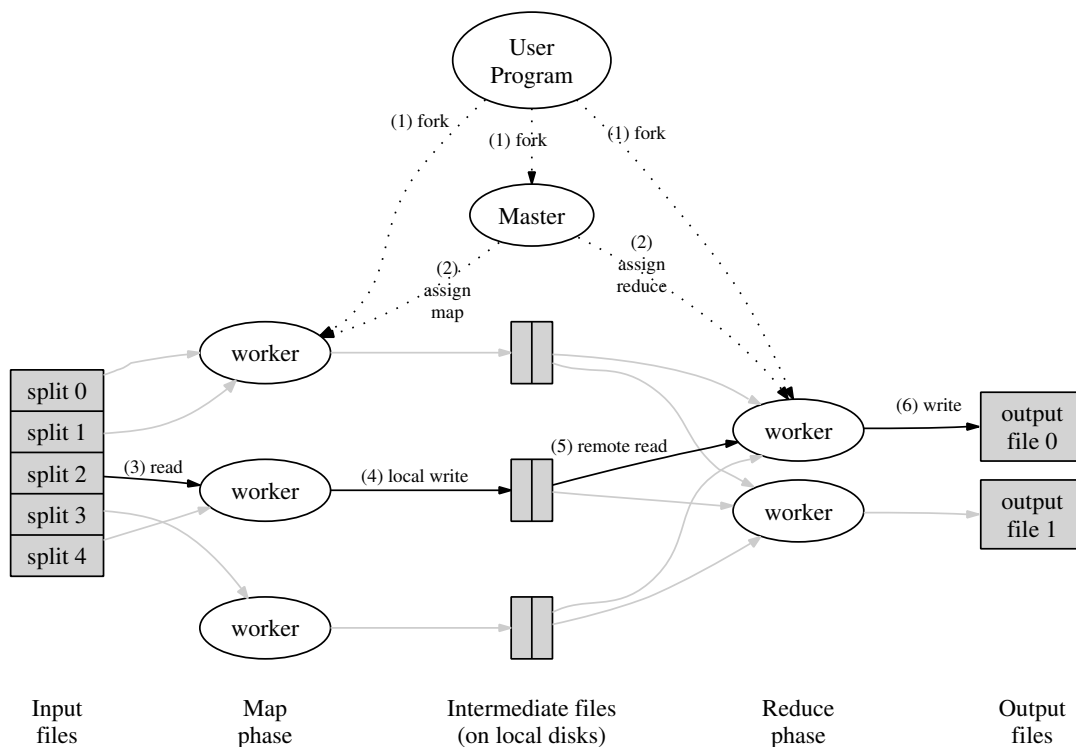 User
Program
(1) fork
(1) fork
(1) fork
Master
(2)
assign
map
(2)
assign
reduce
worker
split 0
split 1
split 2
split 3
split 4
(3) read
worker
(4) local write
(5) remote read
worker
(6) write
output
file 0
worker
output
file 1
worker
Input
files
Map
phase
Intermediate files
(on local disks)
Reduce
phase
Output
files